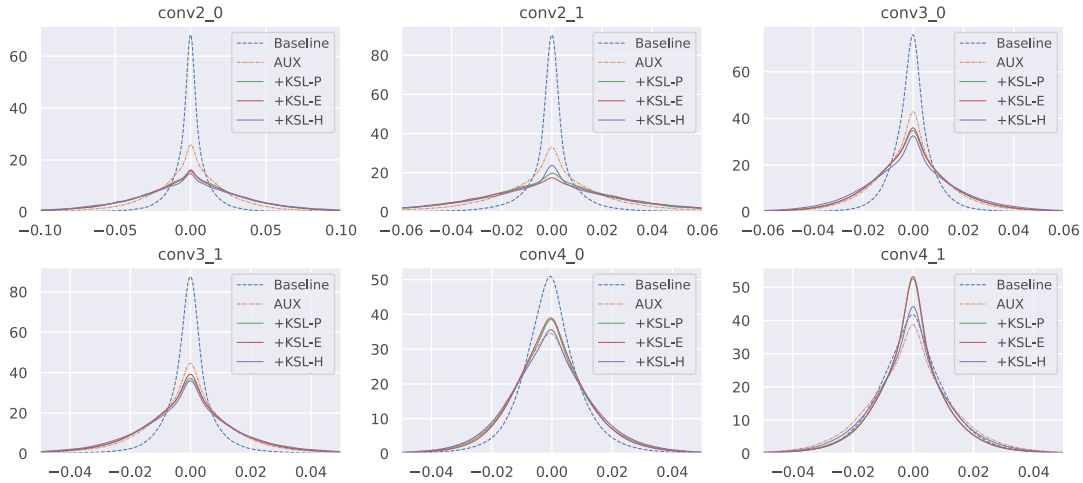 conv2_0
60
40
20
0
−0.10
−0.05
0.00
0.05
0.10
Baseline
AUX
+KSL-P
+KSL-E
+KSL-H
conv2_1
80
60
40
20
0
−0.06
−0.04
−0.02
0.00
0.02
0.04
0.06
Baseline
AUX
+KSL-P
+KSL-E
+KSL-H
conv3_0
60
40
20
0
−0.06
−0.04
−0.02
0.00
0.02
0.04
0.06
Baseline
AUX
+KSL-P
+KSL-E
+KSL-H
conv3_1
80
60
40
20
0
−0.04
−0.02
0.00
0.02
0.04
Baseline
AUX
+KSL-P
+KSL-E
+KSL-H
conv4_0
50
40
30
20
10
0
−0.04
−0.02
0.00
0.02
0.04
Baseline
AUX
+KSL-P
+KSL-E
+KSL-H
conv4_1
50
40
30
20
10
0
−0.04
−0.02
0.00
0.02
0.04
Baseline
AUX
+KSL-P
+KSL-E
+KSL-H